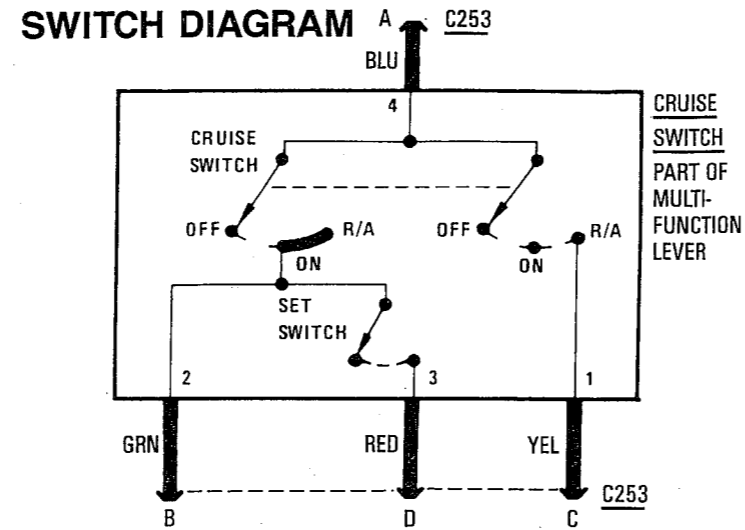 SWITCH DIAGRAM
A C253
BLU
4
CRUISE
SWITCH
CRUISE
SWITCH
PART OF
MULTI-
FUNCTION
LEVER
OFF
R/A
ON
OFF
R/A
ON
SET
SWITCH
2
3
1
GRN
RED
YEL
C253
B
D
C